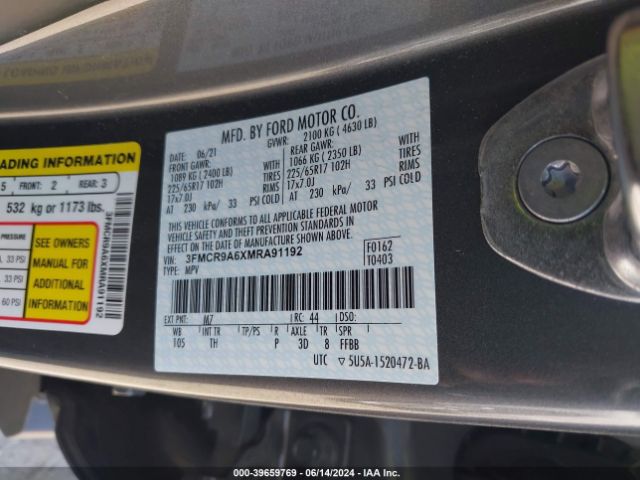 MFD. BY FORD MOTOR CO.
DATE: 06/21 GVWR: 2100 KG ( 4630 LB)
FRONT GAWR: REAR GAWR:
1089 KG ( 2400 LB) 1066 KG ( 2350 LB)
225/65R17 102H TIRES 225/65R17 102H TIRES
17x7.0J RIMS 17x7.0J RIMS
AT 230 kPa/ 33 PSI COLD AT 230 kPa/ 33 PSI COLD
THIS VEHICLE CONFORMS TO ALL APPLICABLE FEDERAL MOTOR
VEHICLE SAFETY AND THEFT PREVENTION STANDARDS IN EFFECT
ON THE DATE OF MANUFACTURE SHOWN ABOVE.
VIN: 3FMCR9A6XMRA91192 F0162
TYPE: MPV T0403
EXT PNT: M7 RC: 44 DSO:
WB INT TR TP/PS R AXLE TR SPR
105 TH P 3D 8 FFBB
UTC ▽5U5A-1520472-BA
ADING INFORMATION
5 FRONT: 2 REAR: 3
532 kg or 1173 lbs.
PRESSURE
33 PSI
33 PSI
60 PSI
SEE OWNERS
MANUAL FOR
ADDITIONAL
INFORMATION
3FMCR9A6XMRA91192
000-39659769 - 06/14/2024 - IAA Inc.